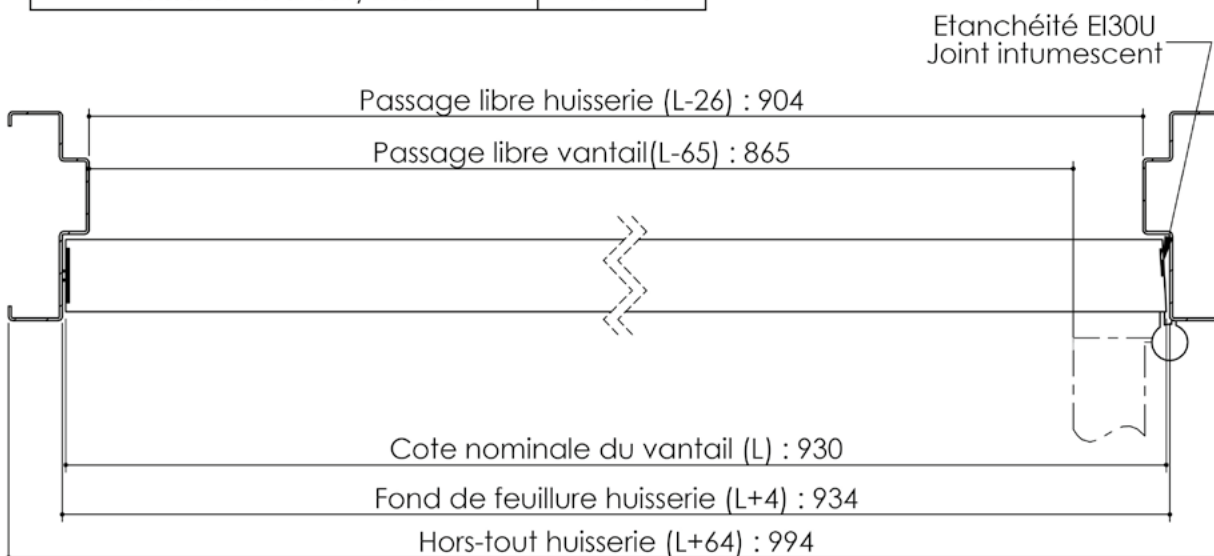 Etanchéité EI30U
Joint intumescent
Passage libre huisserie (L-26) : 904
Passage libre vantail(L-65) : 865
Cote nominale du vantail (L) : 930
Fond de feuillure huisserie (L+4) : 934
Hors-tout huisserie (L+64) : 994